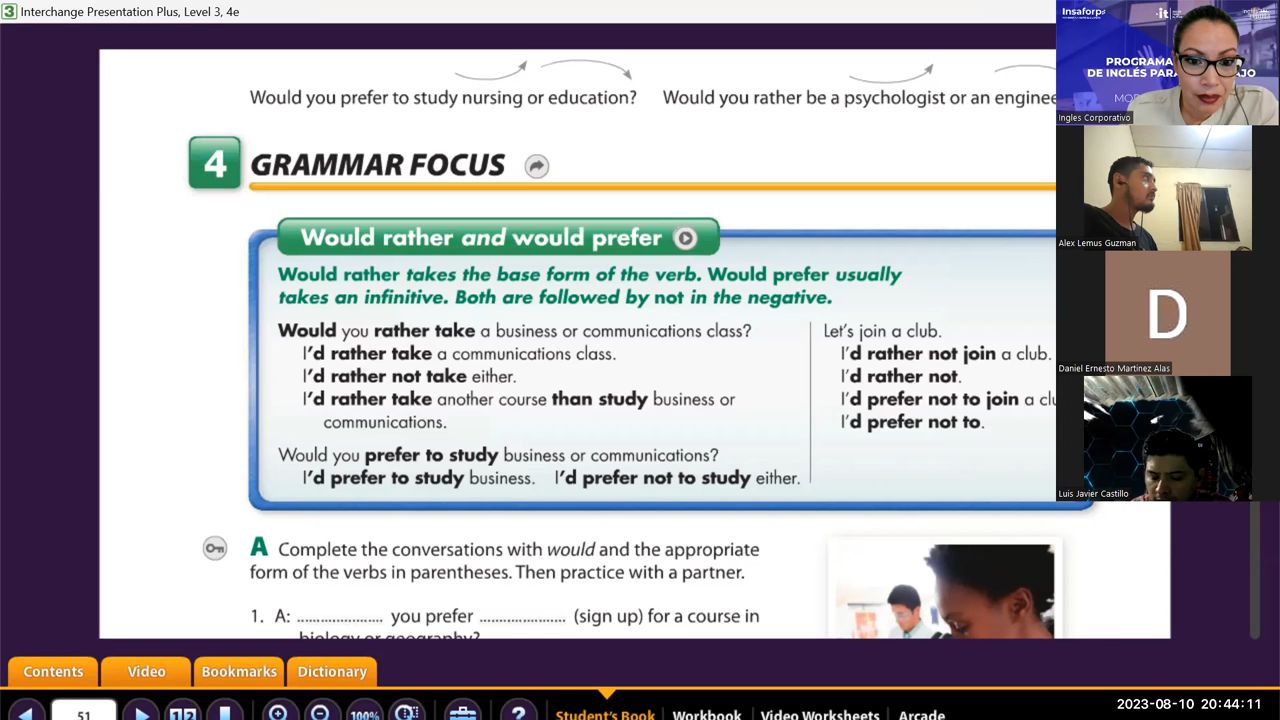 Interchange Presentation Plus, Level 3, 4e
Would you prefer to study nursing or education? Would you rather be a psychologist or an enginee
4 GRAMMAR FOCUS
Would rather and would prefer
Would rather takes the base form of the verb. Would prefer usually
takes an infinitive. Both are followed by not in the negative.
Would you rather take a business or communications class?
I'd rather take a communications class.
I'd rather not take either.
I'd rather take another course than study business or
communications.
Would you prefer to study business or communications?
I'd prefer to study business. I'd prefer not to study either.
Let's join a club.
I'd rather not join a club.
I'd rather not.
I'd prefer not to join a clu
I'd prefer not to.
A Complete the conversations with would and the appropriate
form of the verbs in parentheses. Then practice with a partner.
1. A: ..................... you prefer ..................... (sign up) for a course in
biology or geography?
Insaforp
it
PROGRAMA
DE INGLÉS PARA AJO
Ingles Corporativo
Alex Lemus Guzman
D
Daniel Ernesto Martinez Alas
Luis Javier Castillo
Contents Video Bookmarks Dictionary
51 1 2 100% ? Student's Book Workbook Video Worksheets Arcade
2023-08-10 20:44:11